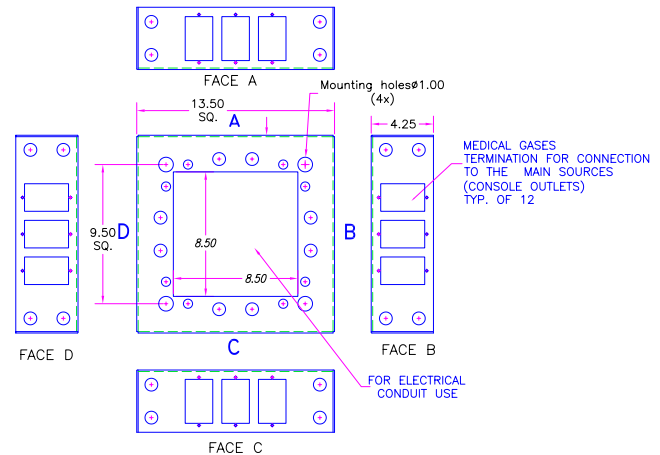 FACE A
Mounting holesø1.00
(4x)
13.50
SQ.
A
4.25
MEDICAL GASES
TERMINATION FOR CONNECTION
TO THE MAIN SOURCES
(CONSOLE OUTLETS)
TYP. OF 12
9.50
SQ.
D
8.50
B
8.50
C
FACE D
FACE B
FOR ELECTRICAL
CONDUIT USE
FACE C